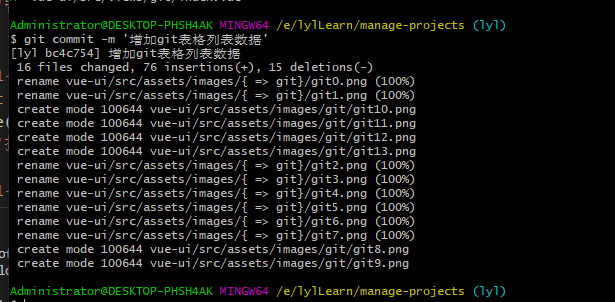 Administrator@DESKTOP-PHSH4AK MINGW64 /e/lylLearn/manage-projects (lyl)
$ git commit -m '增加git表格列表数据'
[lyl bc4c754] 增加git表格列表数据
 16 files changed, 76 insertions(+), 15 deletions(-)
 rename vue-ui/src/assets/images/{ => git}/git0.png (100%)
 rename vue-ui/src/assets/images/{ => git}/git1.png (100%)
 create mode 100644 vue-ui/src/assets/images/git/git10.png
 create mode 100644 vue-ui/src/assets/images/git/git11.png
 create mode 100644 vue-ui/src/assets/images/git/git12.png
 create mode 100644 vue-ui/src/assets/images/git/git13.png
 rename vue-ui/src/assets/images/{ => git}/git2.png (100%)
 rename vue-ui/src/assets/images/{ => git}/git3.png (100%)
 rename vue-ui/src/assets/images/{ => git}/git4.png (100%)
 rename vue-ui/src/assets/images/{ => git}/git5.png (100%)
 rename vue-ui/src/assets/images/{ => git}/git6.png (100%)
 rename vue-ui/src/assets/images/{ => git}/git7.png (100%)
 create mode 100644 vue-ui/src/assets/images/git/git8.png
 create mode 100644 vue-ui/src/assets/images/git/git9.png
Administrator@DESKTOP-PHSH4AK MINGW64 /e/lylLearn/manage-projects (lyl)